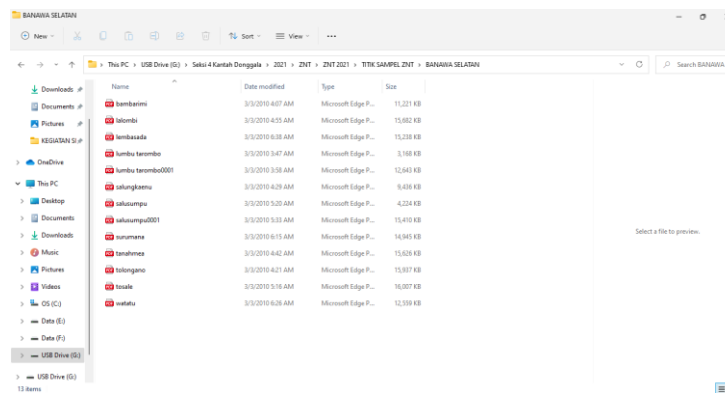 BANAWA SELATAN
New Sort View ...
> This PC > USB Drive (G:) > Seksi 4 Kantah Donggala > 2021 > ZNT > ZNT 2021 > TITIK SAMPEL ZNT > BANAWA SELATAN Search BANAWA
Name Date modified Type Size
Downloads
Documents
Pictures
KEGIATAN SI
OneDrive
This PC
Desktop
Documents
Downloads
Music
Pictures
Videos
OS (C:)
Data (E:)
Data (F:)
USB Drive (G:)
USB Drive (G:)
bambarimi 3/3/2010 4:07 AM Microsoft Edge P... 11,221 KB
lalombi 3/3/2010 4:55 AM Microsoft Edge P... 15,682 KB
lembasada 3/3/2010 6:38 AM Microsoft Edge P... 15,238 KB
lumbu tarombo 3/3/2010 3:47 AM Microsoft Edge P... 3,168 KB
lumbu tarombo0001 3/3/2010 3:58 AM Microsoft Edge P... 12,643 KB
salungkaenu 3/3/2010 4:29 AM Microsoft Edge P... 9,436 KB
salusumpu 3/3/2010 5:20 AM Microsoft Edge P... 4,224 KB
salusumpu0001 3/3/2010 5:33 AM Microsoft Edge P... 15,410 KB
surumana 3/3/2010 6:15 AM Microsoft Edge P... 14,945 KB
tanahmea 3/3/2010 4:42 AM Microsoft Edge P... 15,626 KB
tolongano 3/3/2010 4:21 AM Microsoft Edge P... 15,937 KB
tosale 3/3/2010 5:16 AM Microsoft Edge P... 16,007 KB
watatu 3/3/2010 6:26 AM Microsoft Edge P... 12,559 KB
Select a file to preview.
13 items